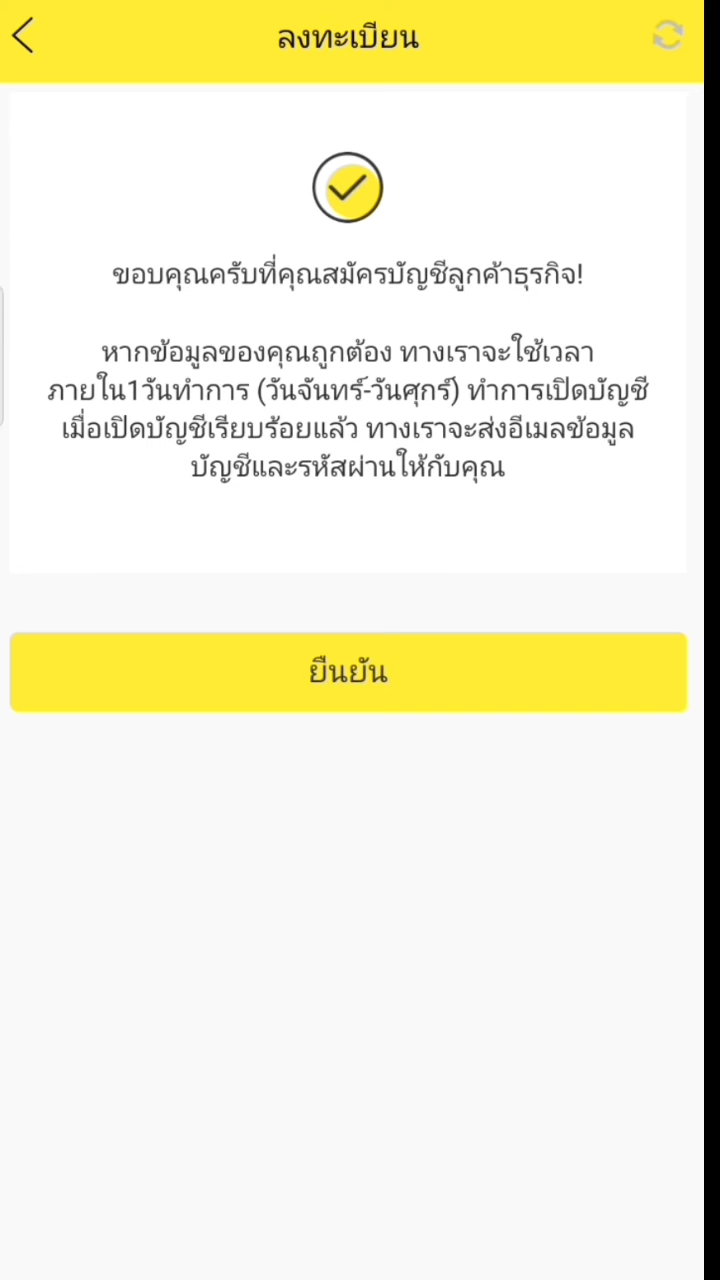 ลงทะเบียน
ขอบคุณครับที่คุณสมัครบัญชีลูกค้าธุรกิจ!
หากข้อมูลของคุณถูกต้อง ทางเราจะใช้เวลา
ภายใน1วันทำการ (วันจันทร์-วันศุกร์) ทำการเปิดบัญชี
เมื่อเปิดบัญชีเรียบร้อยแล้ว ทางเราจะส่งอีเมลข้อมูล
บัญชีและรหัสผ่านให้กับคุณ
ยืนยัน